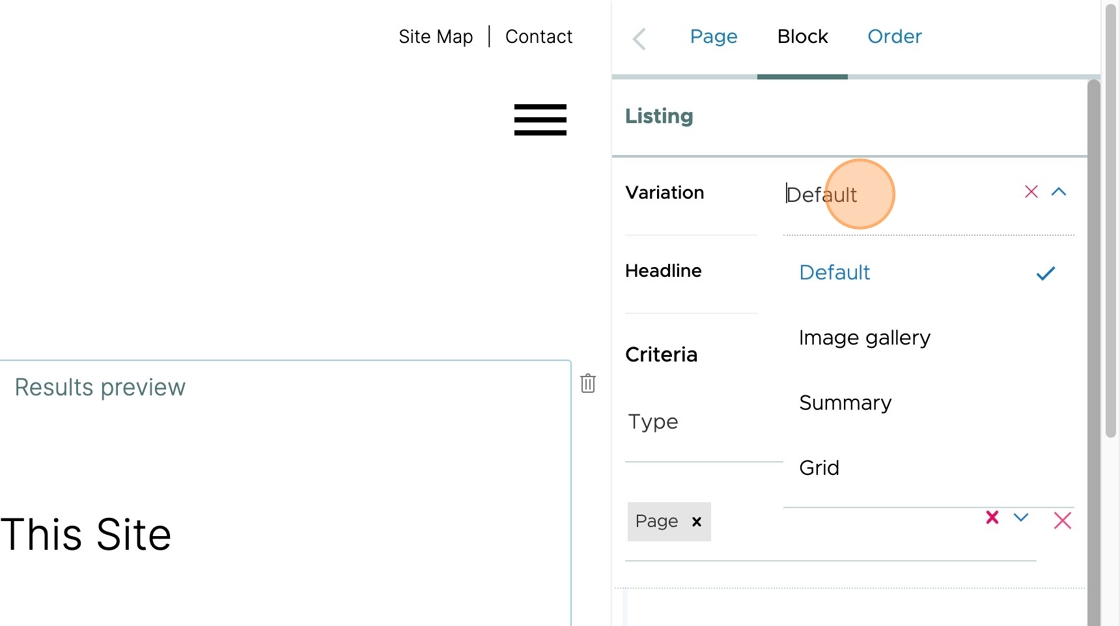 Site Map | Contact
Page Block Order
Listing
Variation Default
Headline Default
Image gallery
Criteria
Results preview
Summary
Type
Grid
Page
This Site